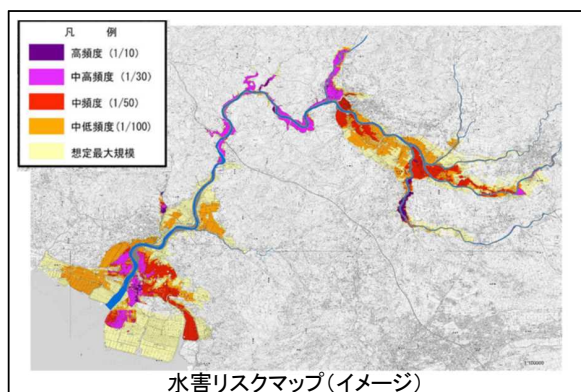 凡 例
高頻度 (1/10)
中高頻度 (1/30)
中頻度 (1/50)
中低頻度 (1/100)
想定最大規模
水害リスクマップ(イメージ)